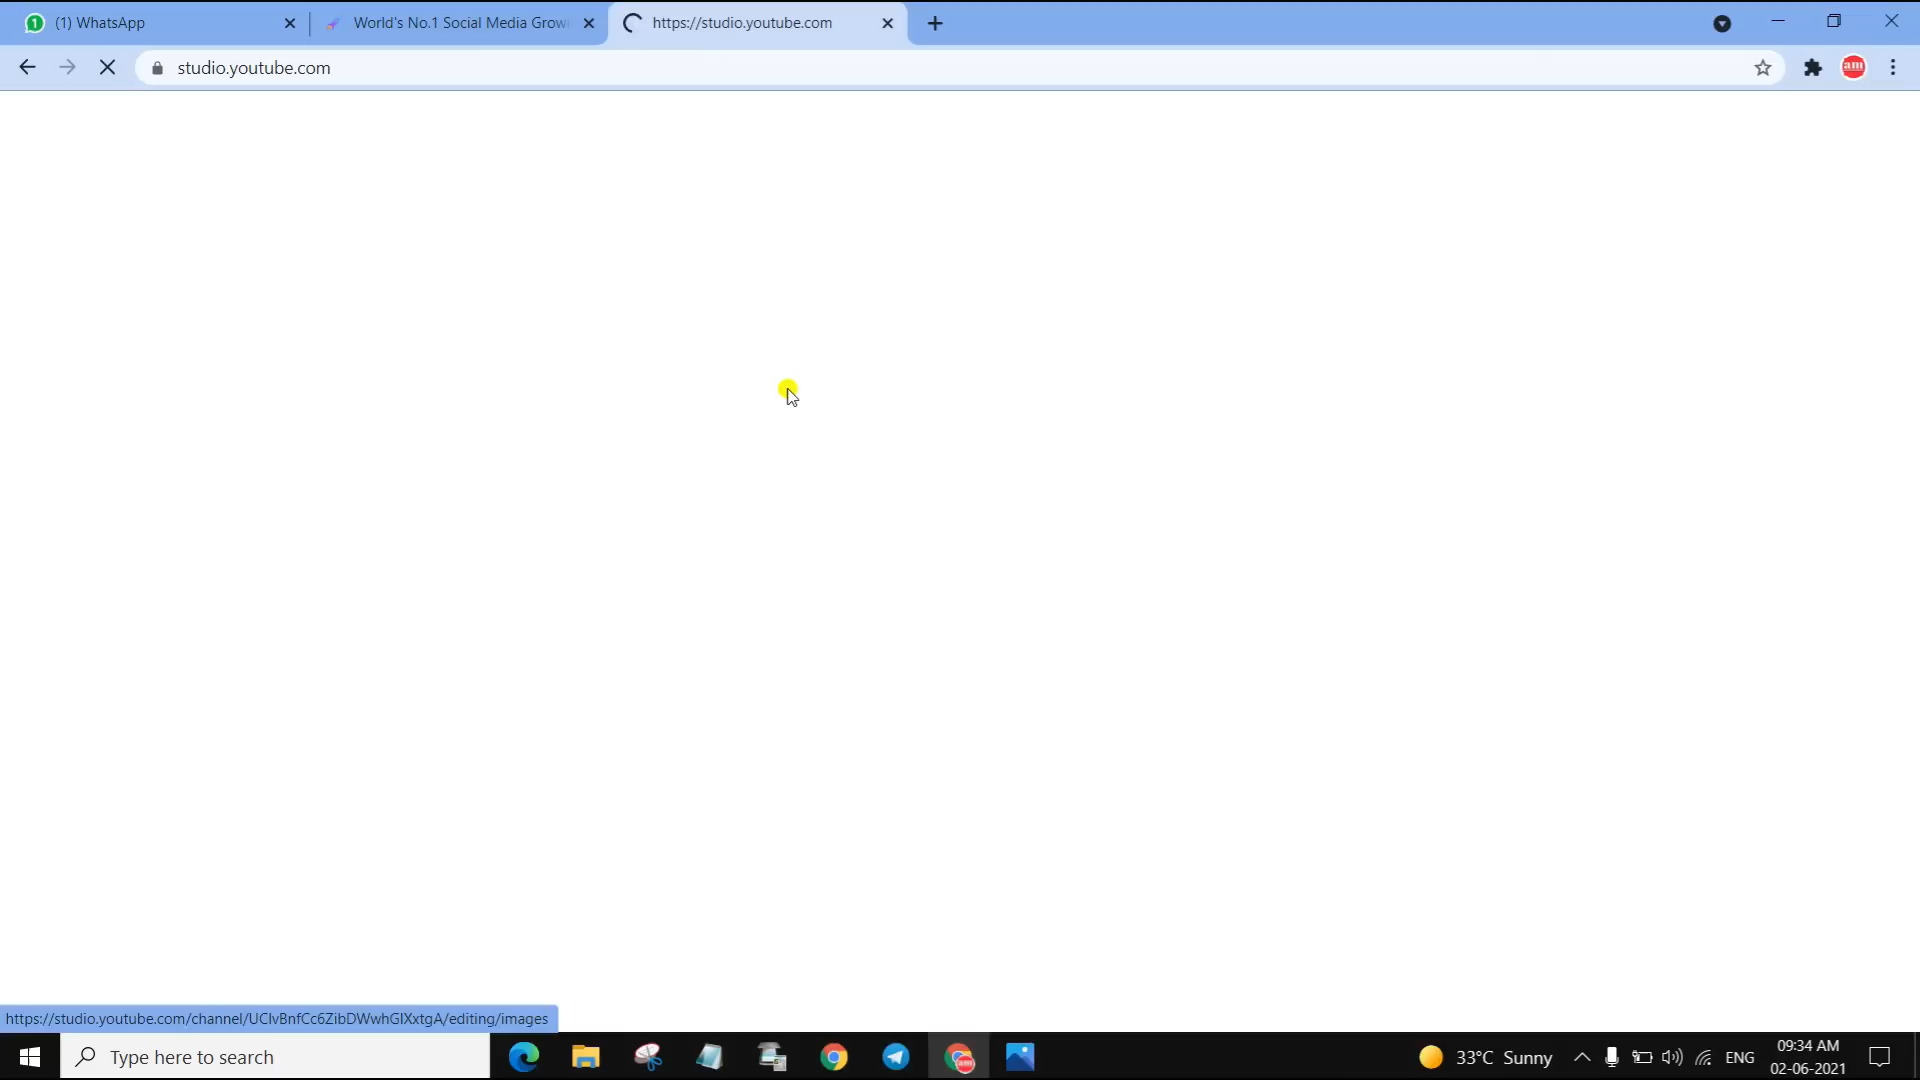 (1) WhatsApp
World's No.1 Social Media Grow
https://studio.youtube.com
studio.youtube.com
am
https://studio.youtube.com/channel/UClvBnfCc6ZibDWwhGlXxtgA/editing/images
Type here to search
33°C Sunny
ENG
09:34 AM
02-06-2021